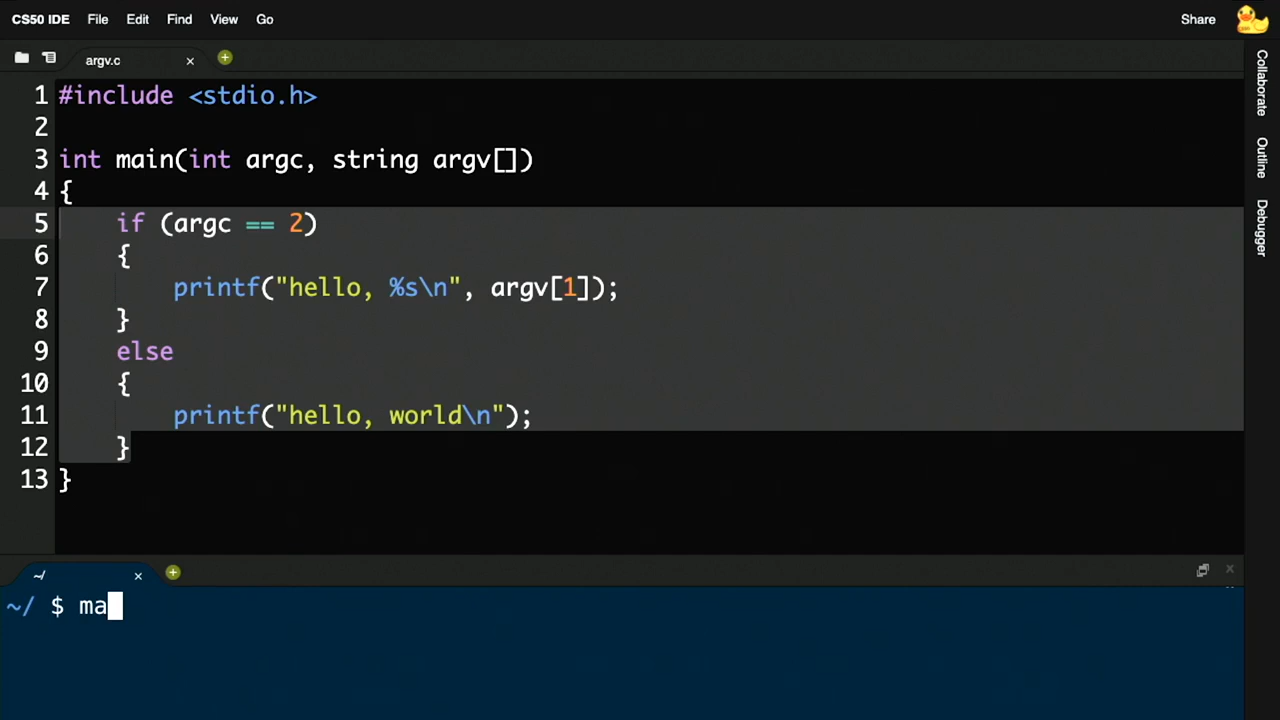 CS50 IDE File Edit Find View Go Share
argv.c
Collaborate
Outline
Debugger
1 #include <stdio.h>
2
3 int main(int argc, string argv[])
4 {
5 if (argc == 2)
6 {
7 printf("hello, %s\n", argv[1]);
8 }
9 else
10 {
11 printf("hello, world\n");
12 }
13 }
~/
~/ $ ma